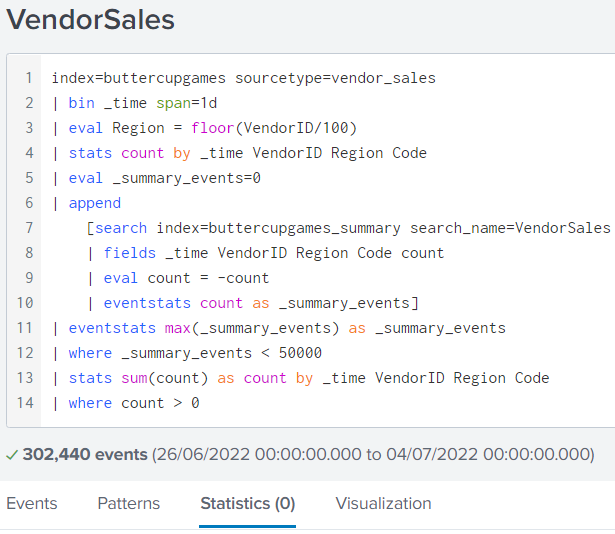 VendorSales
1 index=buttercupgames sourcetype=vendor_sales
2 | bin _time span=1d
3 | eval Region = floor(VendorID/100)
4 | stats count by _time VendorID Region Code
5 | eval _summary_events=0
6 | append
7 [search index=buttercupgames_summary search_name=VendorSales
8 | fields _time VendorID Region Code count
9 | eval count = -count
10 | eventstats count as _summary_events]
11 | eventstats max(_summary_events) as _summary_events
12 | where _summary_events < 50000
13 | stats sum(count) as count by _time VendorID Region Code
14 | where count > 0
✓ 302,440 events (26/06/2022 00:00:00.000 to 04/07/2022 00:00:00.000)
Events Patterns Statistics (0) Visualization